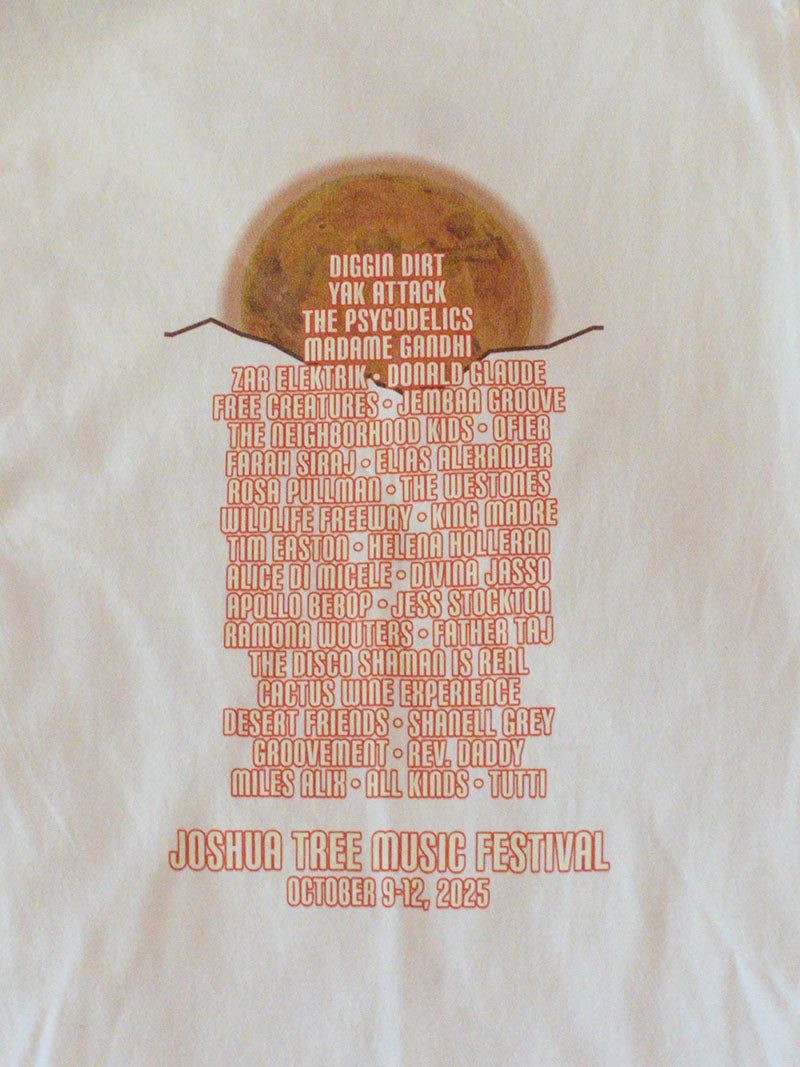 DIGGIN DIRT
YAK ATTACK
THE PSYCODELICS
MADAME GANDHI
ZAR ELEKTRIK • DONALD GLAUDE
FREE CREATURES • JEMBAA GROOVE
THE NEIGHBORHOOD KIDS • OFIER
FARAH SIRAJ • ELIAS ALEXANDER
ROSA PULLMAN • THE WESTONES
WILDLIFE FREEWAY • KING MADRE
TIM EASTON • HELENA HOLLERAN
ALICE DI MICELE • DIVINA JASSO
APOLLO BEBOP • JESS STOCKTON
RAMONA WOUTERS • FATHER TAJ
THE DISCO SHAMAN IS REAL
CACTUS WINE EXPERIENCE
DESERT FRIENDS • SHANELL GREY
GROOVEMENT • REV. DADDY
MILES ALIX • ALL KINDS • TUTTI
JOSHUA TREE MUSIC FESTIVAL
OCTOBER 9-12, 2025